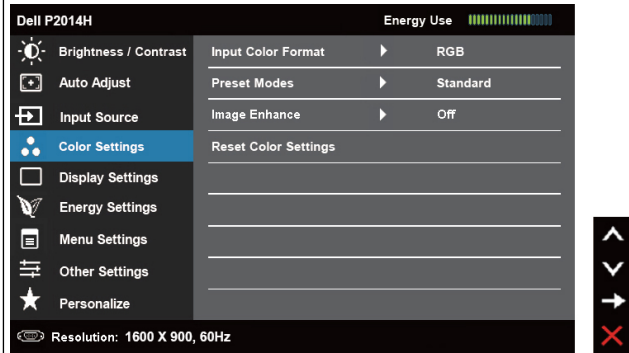 Dell P2014H Energy Use
Brightness / Contrast Input Color Format RGB
Auto Adjust Preset Modes Standard
Input Source Image Enhance Off
Color Settings Reset Color Settings
Display Settings
Energy Settings
Menu Settings
Other Settings
Personalize
Resolution: 1600 X 900, 60Hz